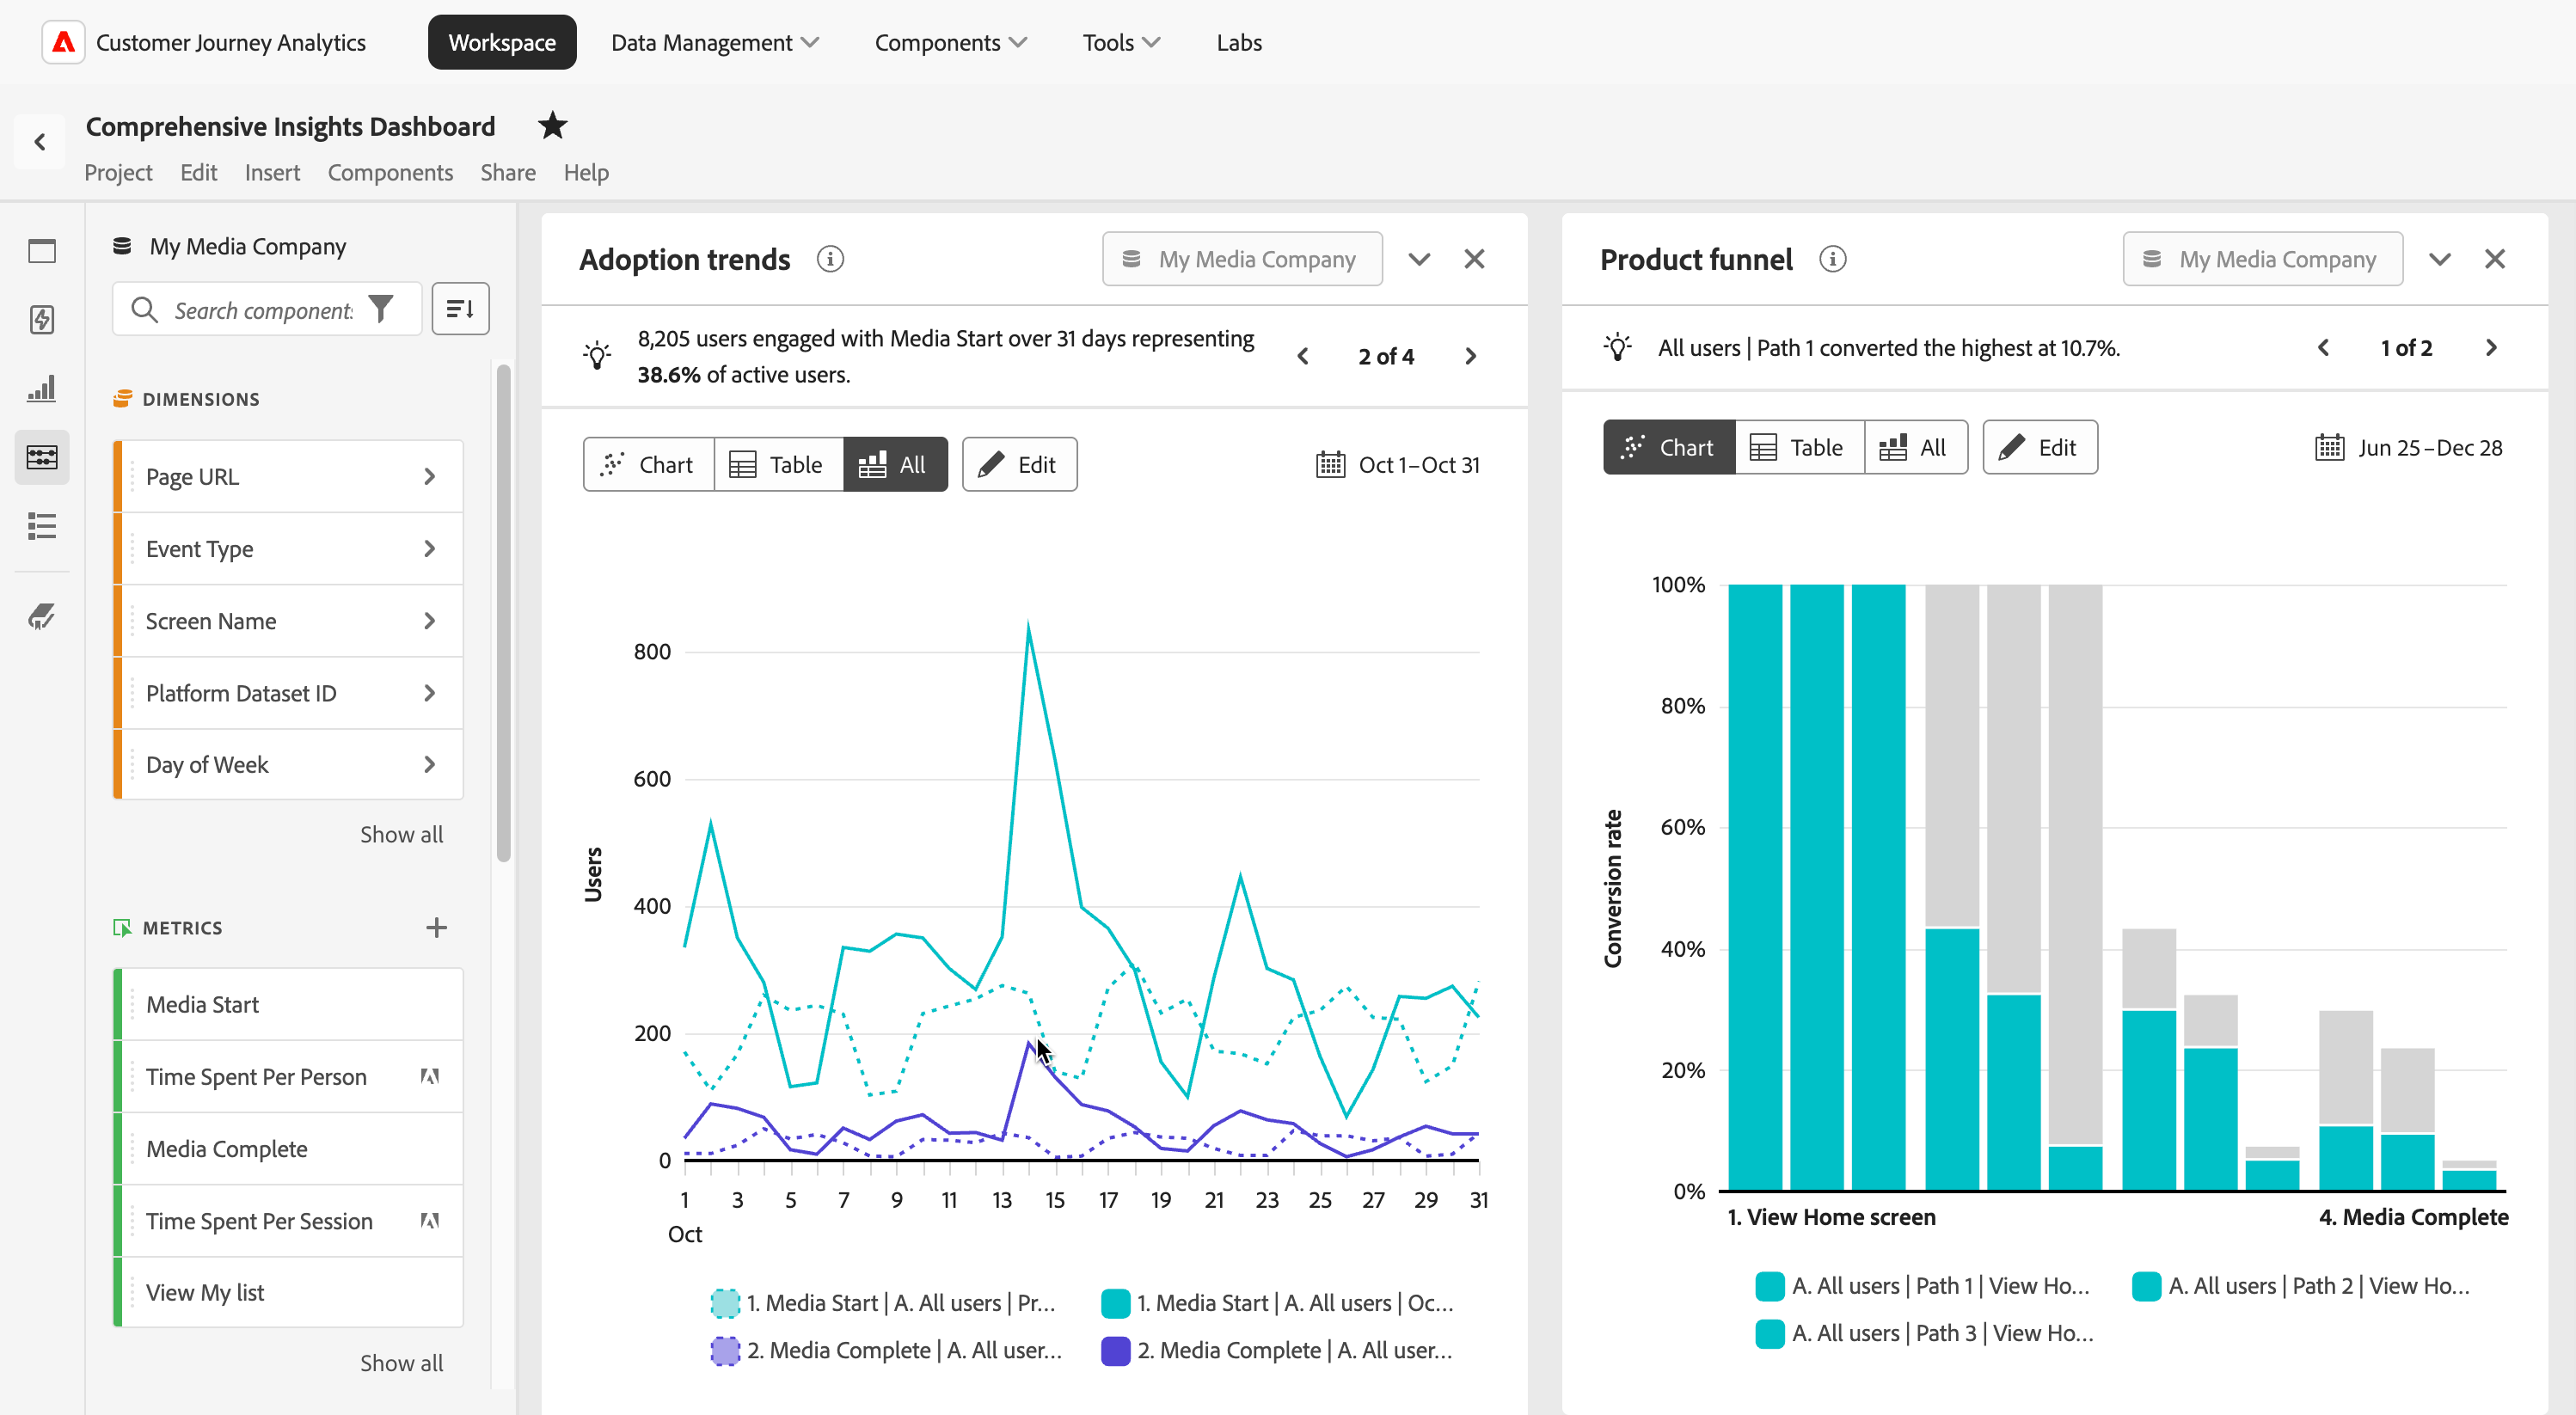 Customer Journey Analytics
Workspace
Data Management
Components
Tools
Labs
Comprehensive Insights Dashboard
Project Edit Insert Components Share Help
My Media Company
Search component
DIMENSIONS
Page URL
Event Type
Screen Name
Platform Dataset ID
Day of Week
Show all
METRICS
Media Start
Time Spent Per Person
Media Complete
Time Spent Per Session
View My list
Show all
Adoption trends
My Media Company
8,205 users engaged with Media Start over 31 days representing
38.6% of active users.
2 of 4
Chart Table All Edit
Oct 1–Oct 31
800
600
400
200
0
Users
1 3 5 7 9 11 13 15 17 19 21 23 25 27 29 31
Oct
1. Media Start | A. All users | Pr...
1. Media Start | A. All users | Oc...
2. Media Complete | A. All user...
2. Media Complete | A. All user...
Product funnel
My Media Company
All users | Path 1 converted the highest at 10.7%.
1 of 2
Chart Table All Edit
Jun 25–Dec 28
100%
80%
60%
40%
20%
0%
Conversion rate
1. View Home screen
4. Media Complete
A. All users | Path 1 | View Ho...
A. All users | Path 2 | View Ho...
A. All users | Path 3 | View Ho...